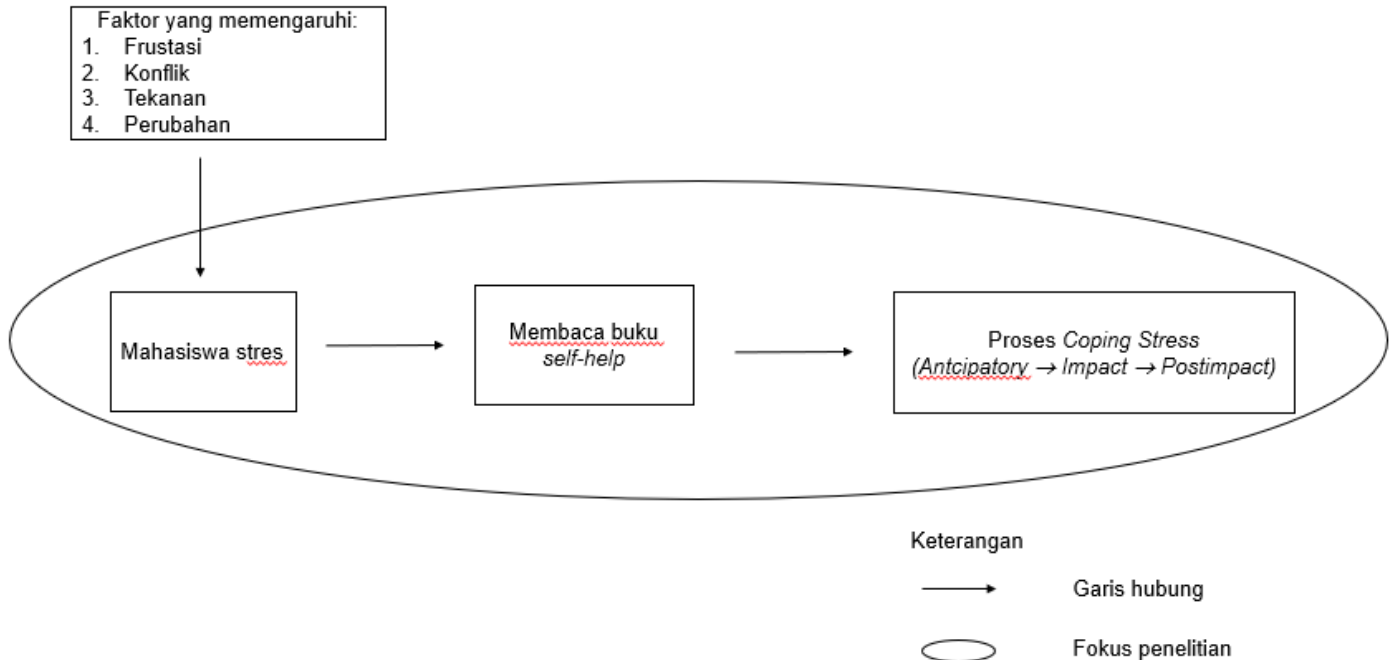 Faktor yang memengaruhi:
1. Frustasi
2. Konflik
3. Tekanan
4. Perubahan
Mahasiswa stres
Membaca buku
self-help
Proses Coping Stress
(Antcipatory → Impact → Postimpact)
Keterangan
Garis hubung
Fokus penelitian